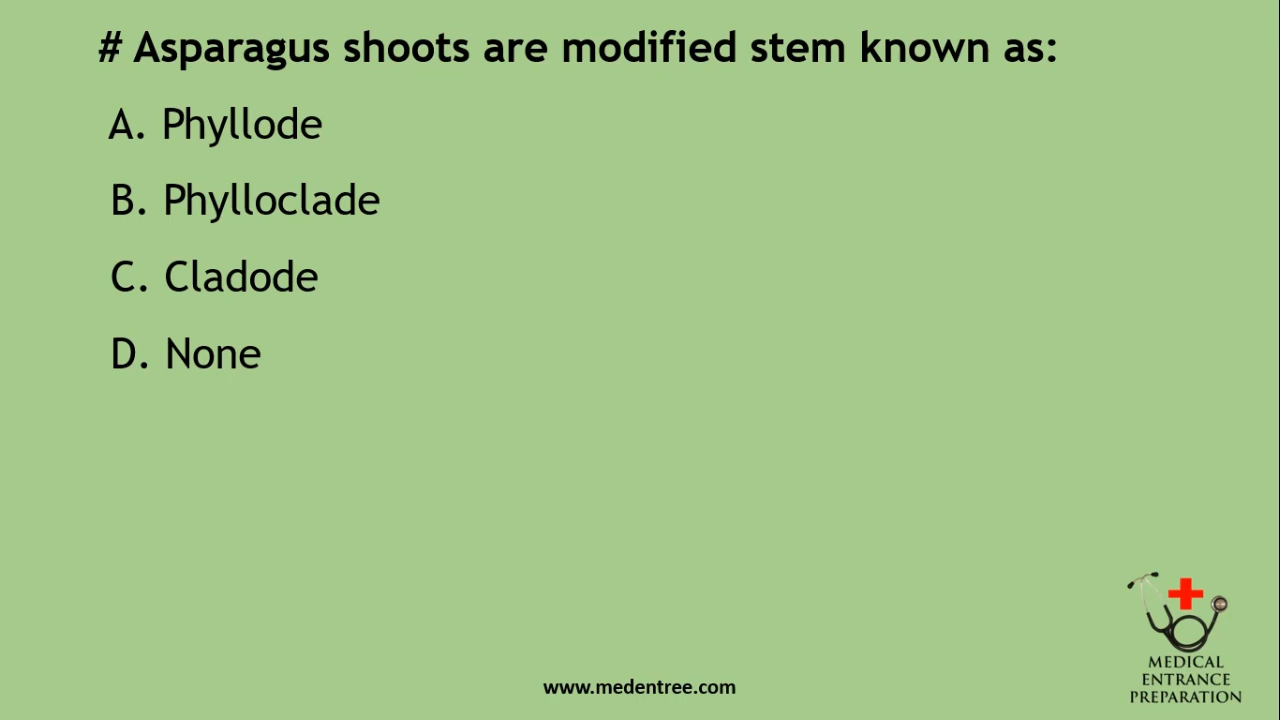 # Asparagus shoots are modified stem known as:
A. Phyllode
B. Phylloclade
C. Cladode
D. None
MEDICAL
ENTRANCE
PREPARATION
www.medentree.com